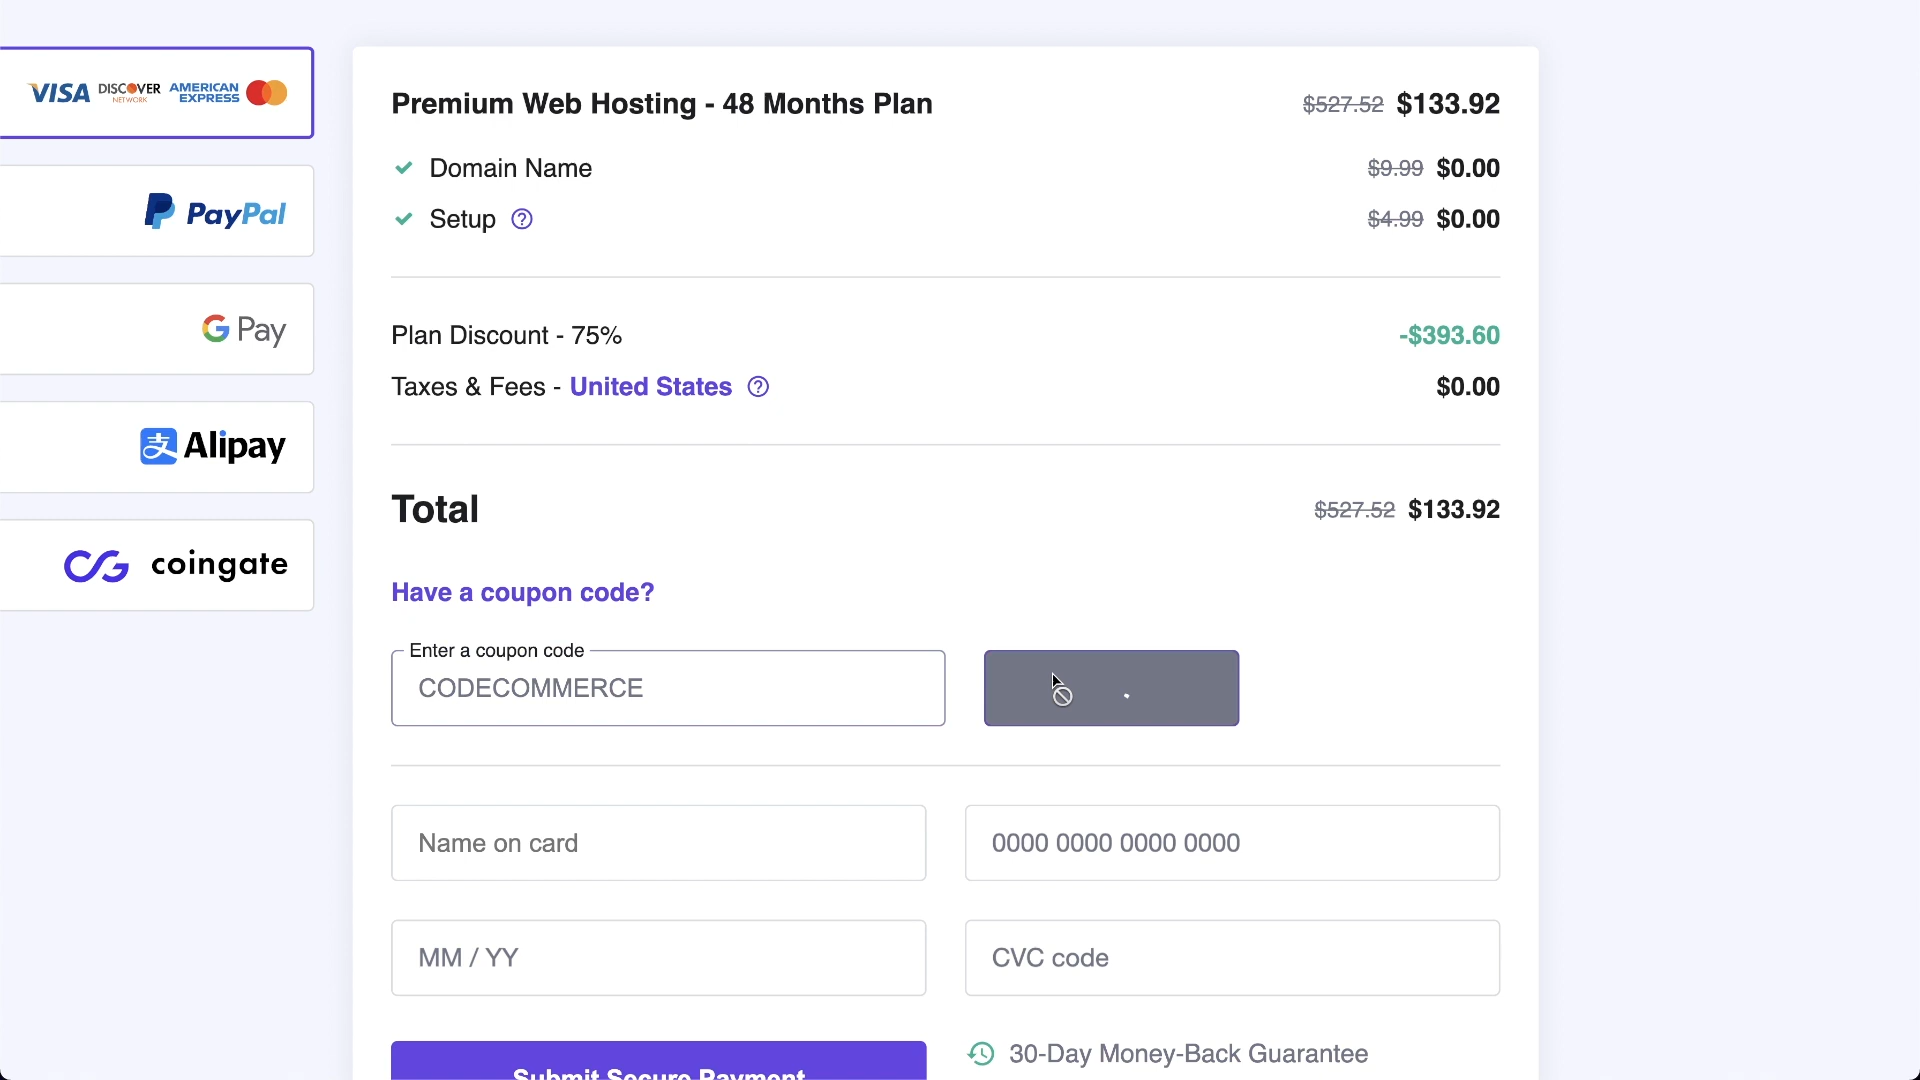 VISA DISCOVER NETWORK AMERICAN EXPRESS
PayPal
G Pay
支 Alipay
coingate
Premium Web Hosting - 48 Months Plan $527.52 $133.92
Domain Name $9.99 $0.00
Setup ? $4.99 $0.00
Plan Discount - 75% -$393.60
Taxes & Fees - United States ? $0.00
Total $527.52 $133.92
Have a coupon code?
Enter a coupon code
CODECOMMERCE
Name on card 0000 0000 0000 0000
MM / YY CVC code
Submit Secure Payment 30-Day Money-Back Guarantee